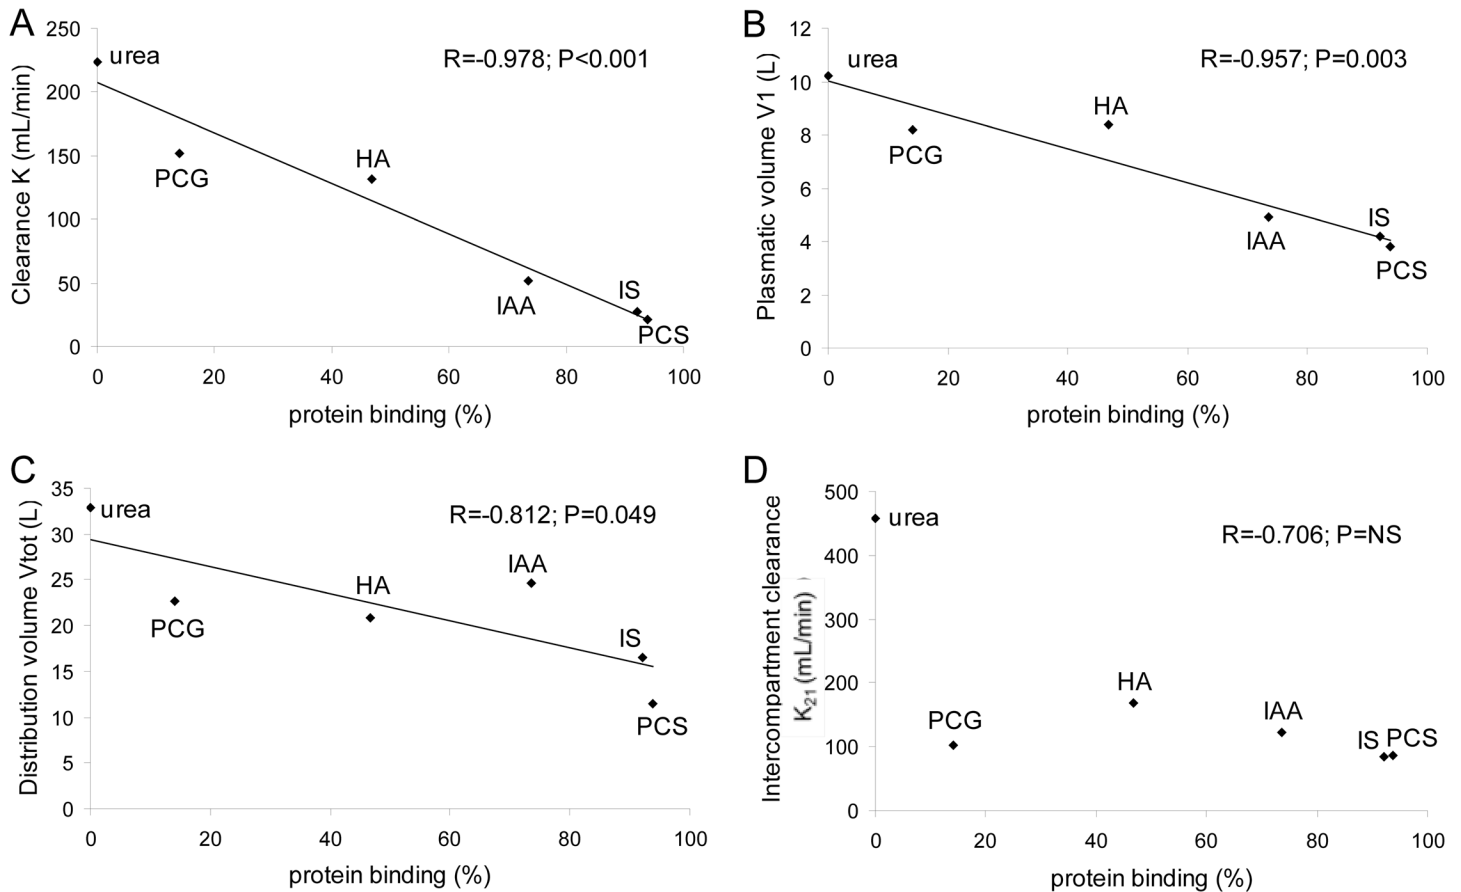 A
250
200
150
100
50
0
Clearance K (mL/min)
urea
R=-0.978; P<0.001
PCG
HA
IAA
IS
PCS
0 20 40 60 80 100
protein binding (%)
B
12
10
8
6
4
2
0
Plasmatic volume V1 (L)
urea
R=-0.957; P=0.003
HA
PCG
IS
IAA
PCS
0 20 40 60 80 100
protein binding (%)
C
35
30
25
20
15
10
5
0
Distribution volume Vtot (L)
urea
R=-0.812; P=0.049
IAA
HA
PCG
IS
PCS
0 20 40 60 80 100
protein binding (%)
D
500
400
300
200
100
0
Intercompartment clearance
K₂₁ (mL/min) )
urea
R=-0.706; P=NS
HA
PCG
IAA
IS PCS
0 20 40 60 80 100
protein binding (%)